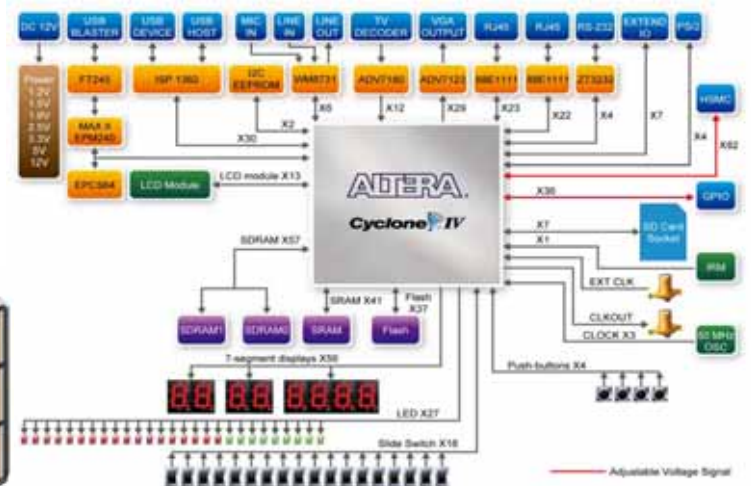 DC 12V
USB BLASTER
USB DEVICE
USB HOST
MIC IN
LINE IN
LINE OUT
TV DECODER
VGA OUTPUT
RJ45
RJ45
RS-232
EXTEND IO
PS/2
Power
1.2V
1.5V
1.8V
2.5V
3.3V
5V
12V
FT245
ISP 1362
I2C EEPROM
WM8731
ADV7180
ADV7123
88E1111
88E1111
ZT3232
HSMC
MAX II EPM240
X6
X12
X29
X23
X22
X4
X7
X4
X62
X2
X30
EPCS64
LCD Module
LCD module X13
ALTERA
Cyclone IV
X36
GPIO
X7
SD Card Socket
X1
IRM
SDRAM X57
EXT CLK
CLKOUT
CLOCK X3
50 MHz OSC
SRAM X41
Flash X37
SDRAM1
SDRAM0
SRAM
Flash
7-segment displays X56
Push-buttons X4
LED X27
Slide Switch X18
Adjustable Voltage Signal